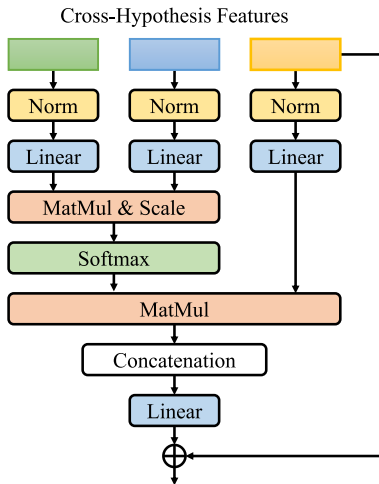 Cross-Hypothesis Features
Norm Norm Norm
Linear Linear Linear
MatMul & Scale
Softmax
MatMul
Concatenation
Linear